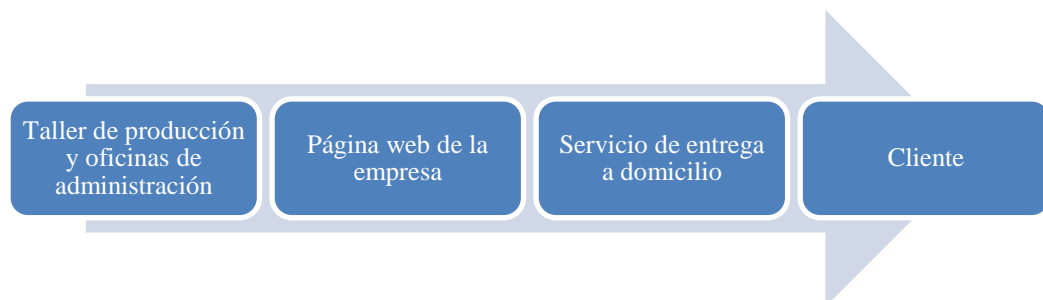 Taller de producción
y oficinas de
administración
Página web de la
empresa
Servicio de entrega
a domicilio
Cliente